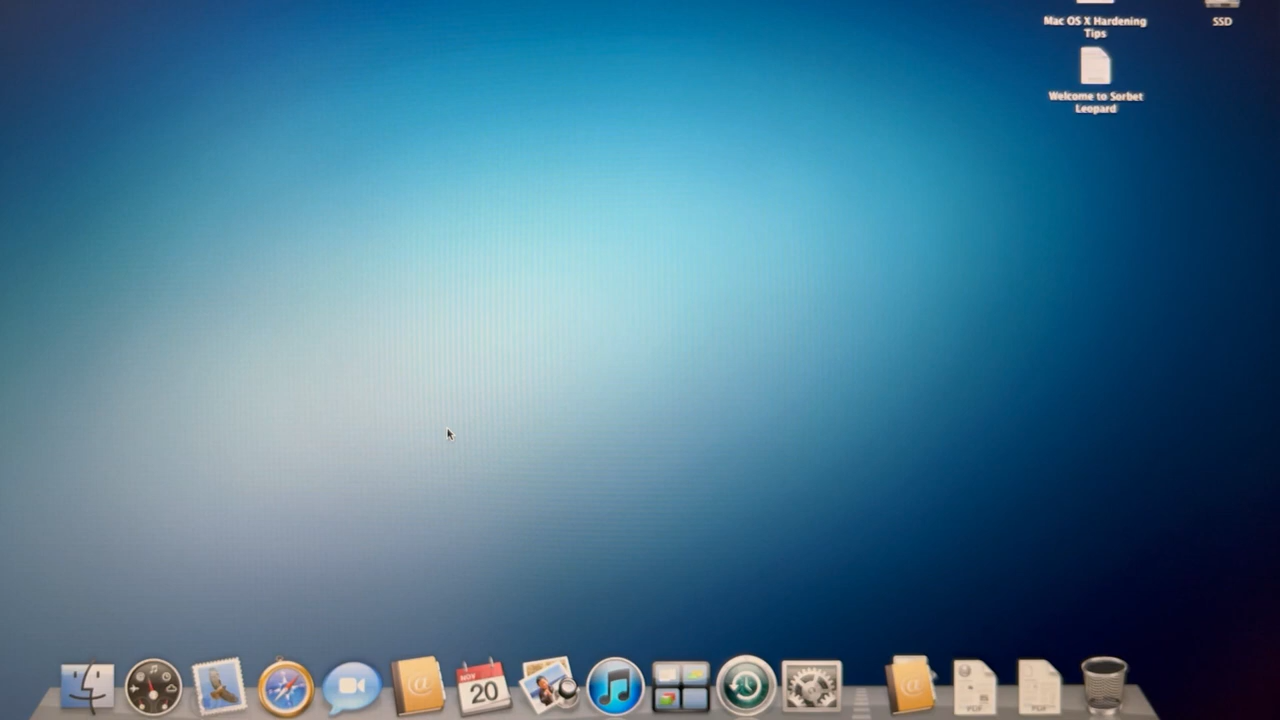 Mac OS X Hardening
Tips
SSD
Welcome to Sorbet
Leopard
NOV
20
@
@
PDF
PDF